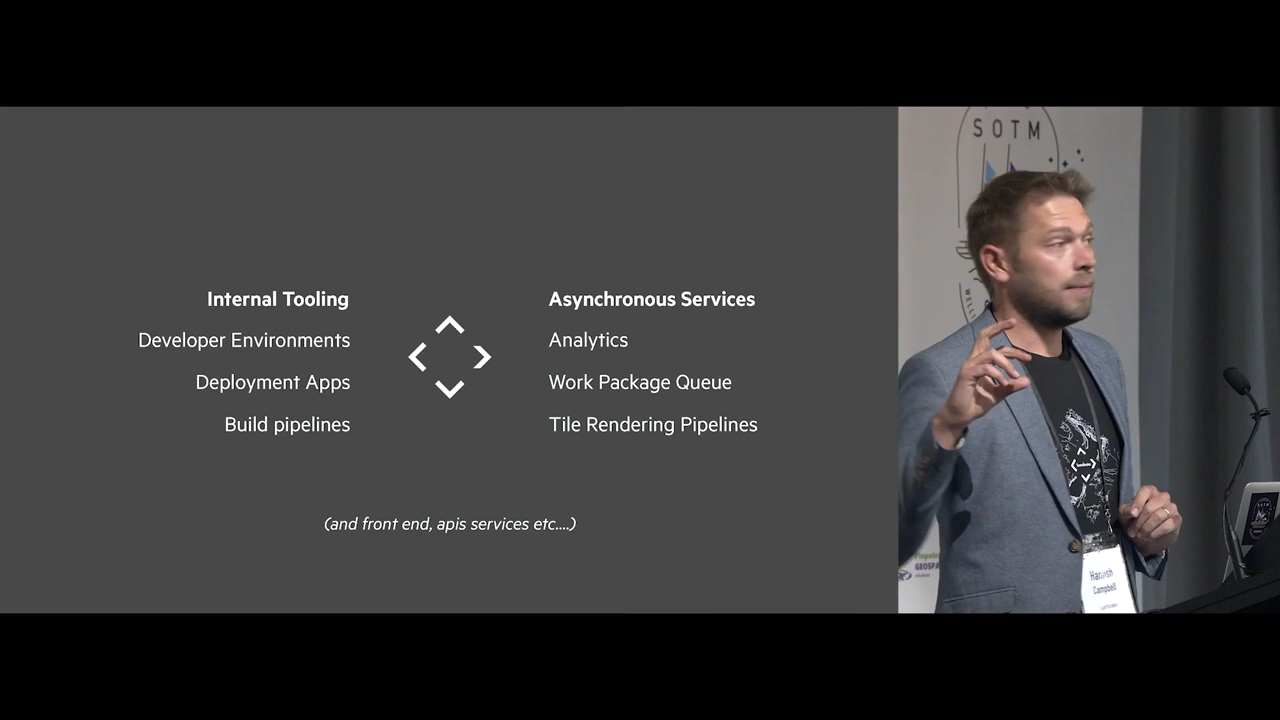 Internal Tooling
Developer Environments
Deployment Apps
Build pipelines
Asynchronous Services
Analytics
Work Package Queue
Tile Rendering Pipelines
(and front end, apis services etc....)
SOTM
Hamish
Campbell